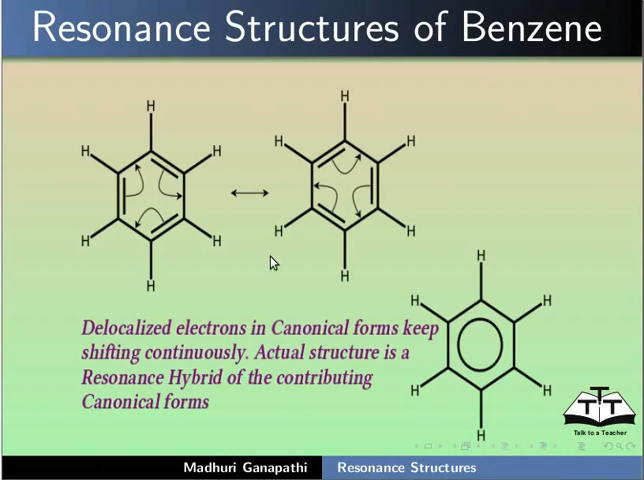 Resonance Structures of Benzene
H
H H
H H
H
H
H H
H H
H
H
H H
H H
H
Delocalized electrons in Canonical forms keep
shifting continuously. Actual structure is a
Resonance Hybrid of the contributing
Canonical forms
T T T
Talk to a Teacher
Madhuri Ganapathi Resonance Structures